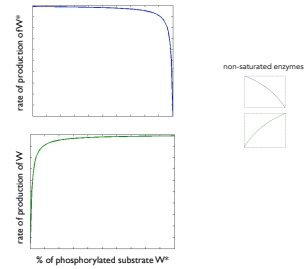 rate of production of W*
non-saturated enzymes
rate of production of W
% of phosphorylated substrate W*